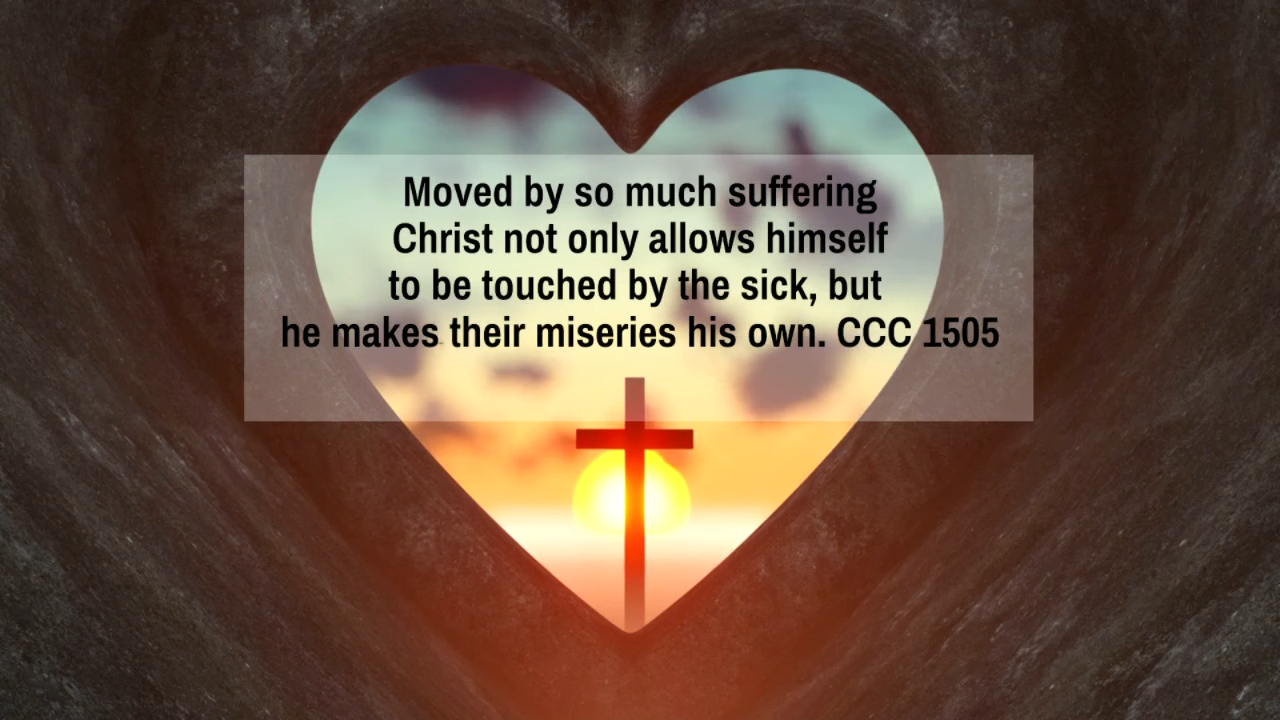 Moved by so much suffering
Christ not only allows himself
to be touched by the sick, but
he makes their miseries his own. CCC 1505